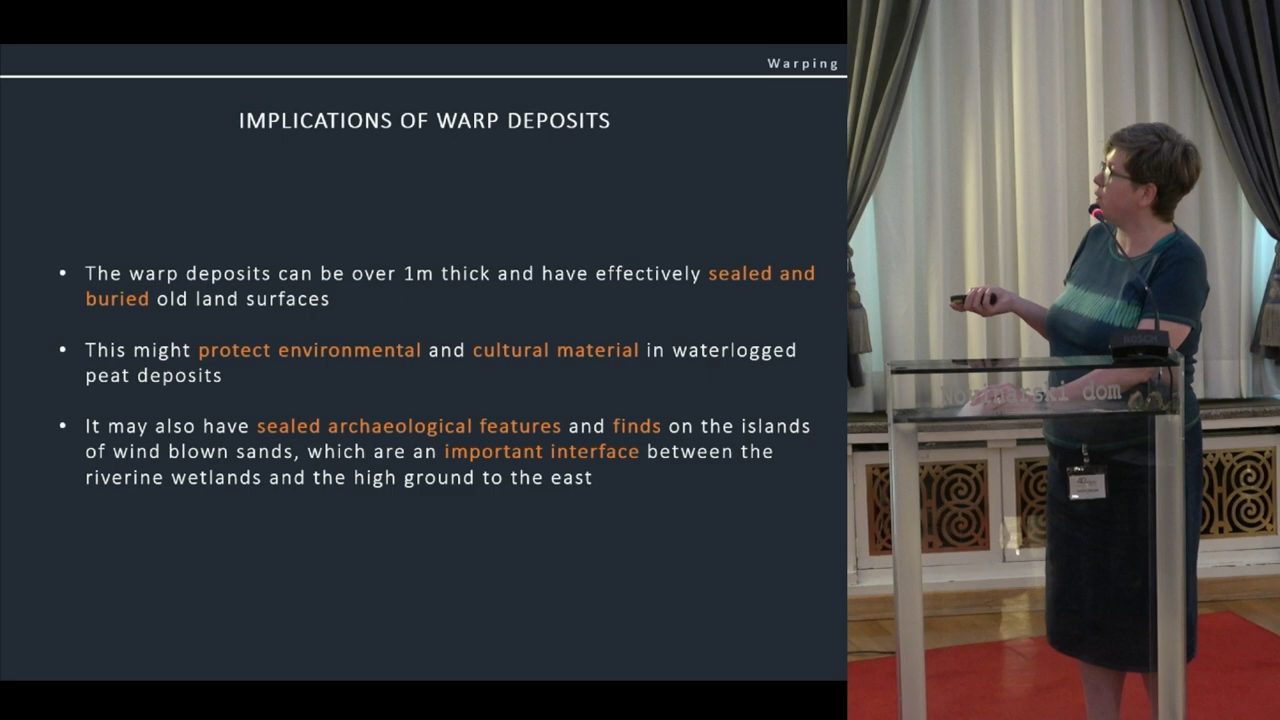 Warping
IMPLICATIONS OF WARP DEPOSITS
• The warp deposits can be over 1m thick and have effectively sealed and
buried old land surfaces
• This might protect environmental and cultural material in waterlogged
peat deposits
• It may also have sealed archaeological features and finds on the islands
of wind blown sands, which are an important interface between the
riverine wetlands and the high ground to the east
BOSCH
Novinarski dom